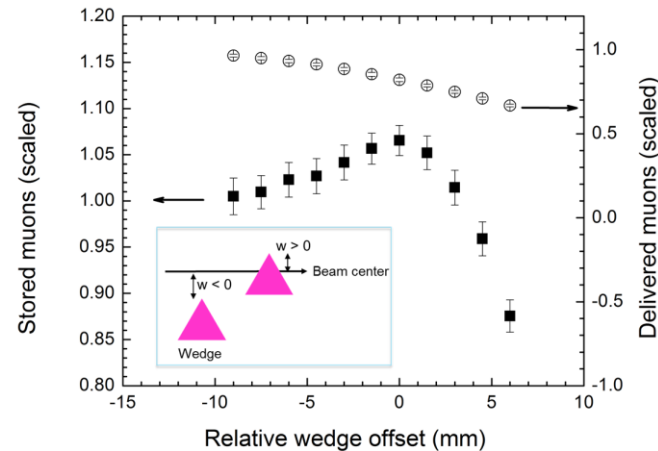 1.20
1.15
1.10
1.05
1.00
0.95
0.90
0.85
0.80
Stored muons (scaled)
1.0
0.5
0.0
-0.5
-1.0
Delivered muons (scaled)
w > 0
Beam center
w < 0
Wedge
-15 -10 -5 0 5 10
Relative wedge offset (mm)